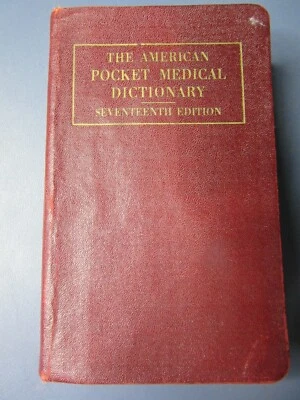 THE AMERICAN
POCKET MEDICAL
DICTIONARY
SEVENTEENTH EDITION